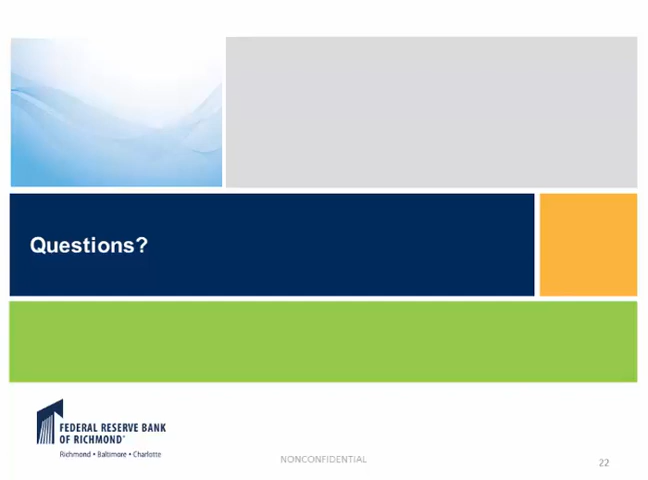 Questions?
FEDERAL RESERVE BANK
OF RICHMOND®
Richmond • Baltimore • Charlotte
NONCONFIDENTIAL
22